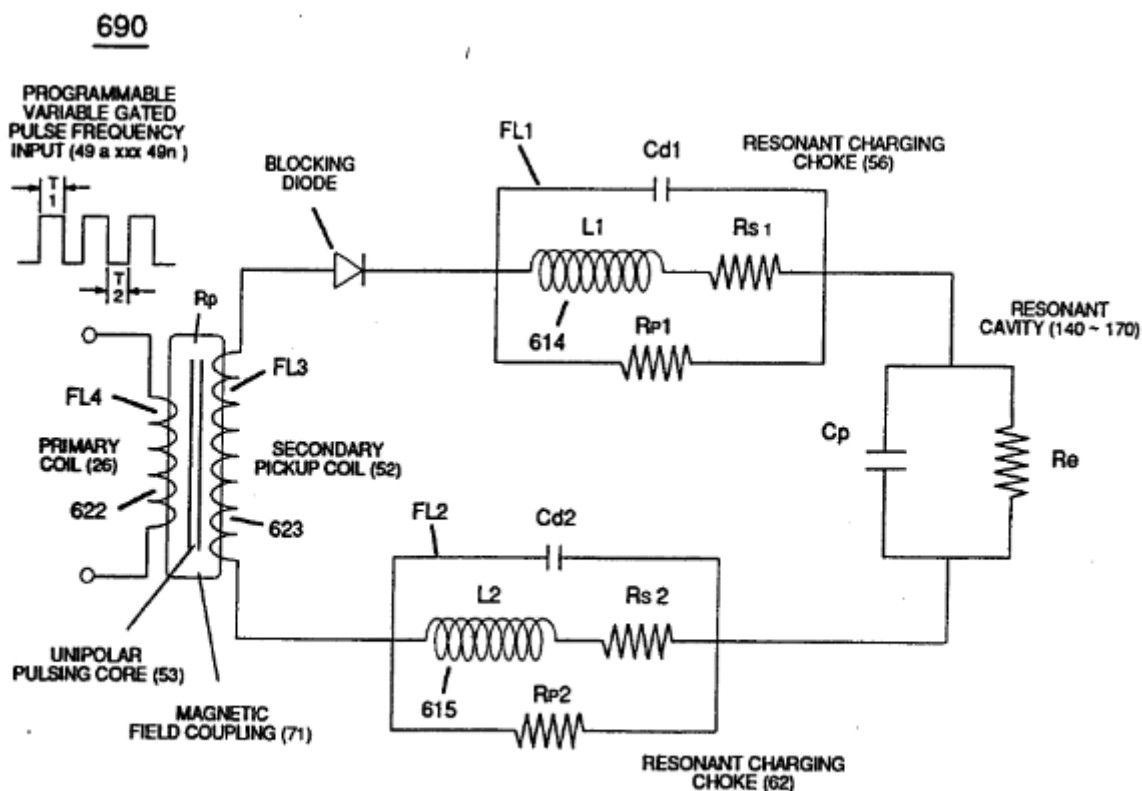 690
PROGRAMMABLE
VARIABLE GATED
PULSE FREQUENCY
INPUT (49 a xxx 49n )
T
1
T
2
BLOCKING
DIODE
FL1
Cd1
RESONANT CHARGING
CHOKE (56)
L1
Rs 1
614
RP1
Rp
FL3
FL4
PRIMARY
COIL (26)
622
SECONDARY
PICKUP COIL (52)
623
RESONANT
CAVITY (140 ~ 170)
Cp
Re
FL2
Cd2
L2
Rs 2
615
RP2
UNIPOLAR
PULSING CORE (53)
MAGNETIC
FIELD COUPLING (71)
RESONANT CHARGING
CHOKE (62)